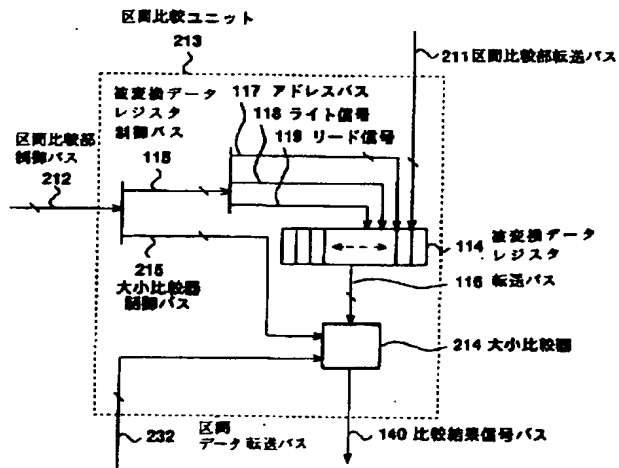 区間比較ユニット
213
211区間比較部転送バス
被変換データ
レジスタ
制御バス
117 アドレスバス
118 ライト信号
119 リード信号
区間比較部
制御バス
212
115
215
大小比較器
制御バス
114 被変換データ
レジスタ
116 転送バス
214 大小比較器
232
区間
データ転送バス
140 比較結果信号バス